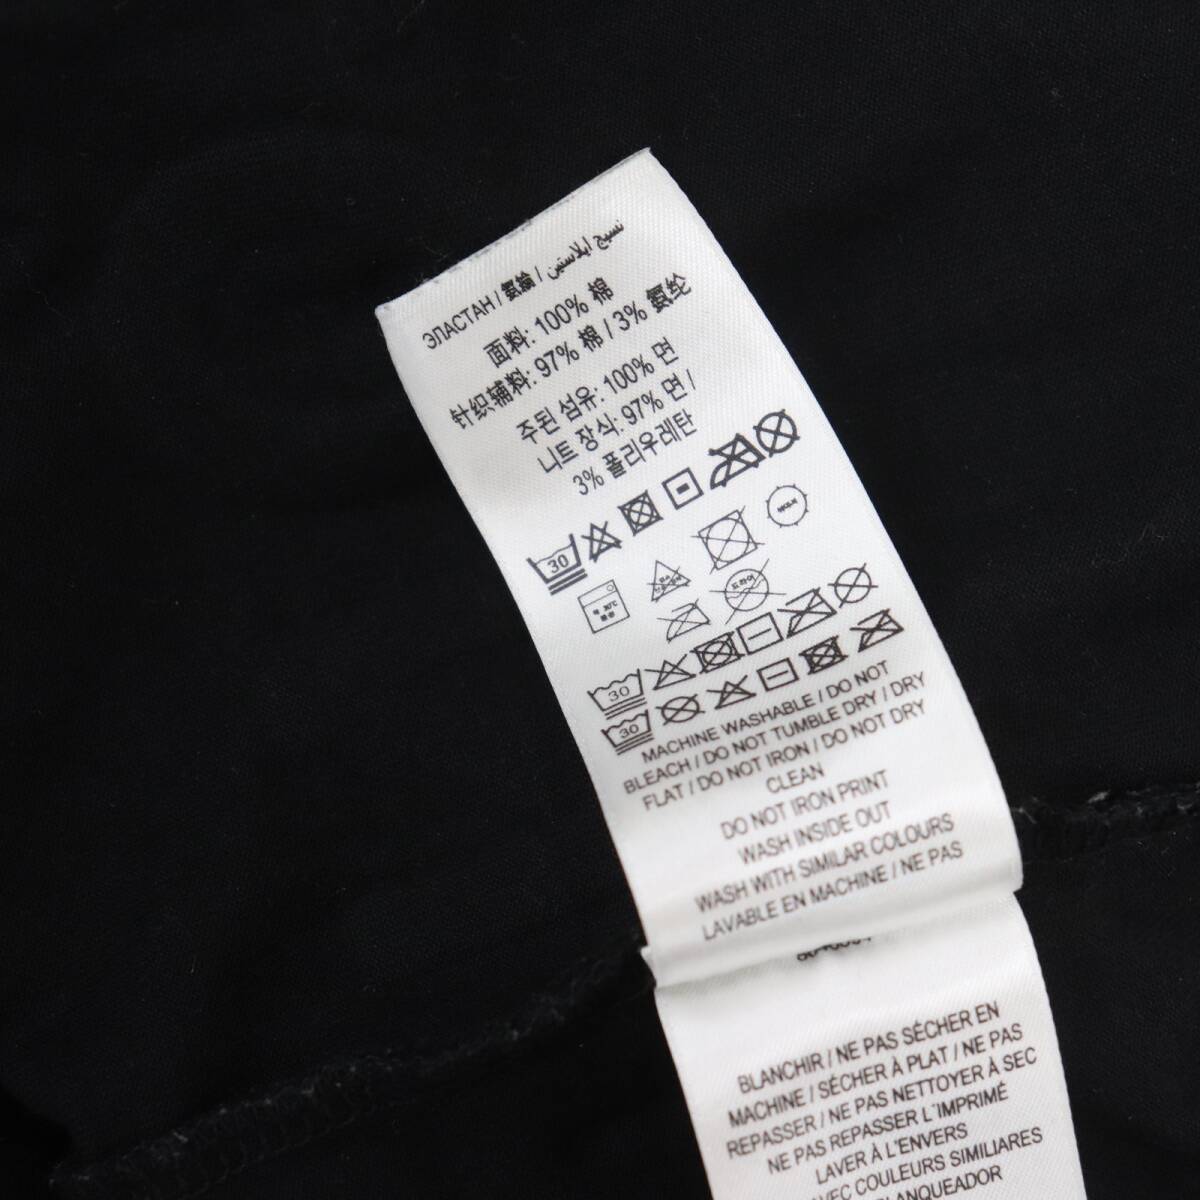 ЭЛАСТАН / 氨綸 / نسيج إيلاستين
面料: 100% 棉
针织辅料: 97% 棉 / 3% 氨纶
주된 섬유: 100% 면
니트 장식: 97% 면 /
3% 폴리우레탄
30
30
30
MACHINE WASHABLE / DO NOT
BLEACH / DO NOT TUMBLE DRY / DRY
FLAT / DO NOT IRON / DO NOT DRY
CLEAN
DO NOT IRON PRINT
WASH INSIDE OUT
WASH WITH SIMILAR COLOURS
LAVABLE EN MACHINE / NE PAS
BLANCHIR / NE PAS SÉCHER EN
MACHINE / SÉCHER À PLAT / NE PAS
REPASSER / NE PAS NETTOYER À SEC
NE PAS REPASSER L'IMPRIMÉ
LAVER À L'ENVERS
AVEC COULEURS SIMILIARES
BLANQUEADOR